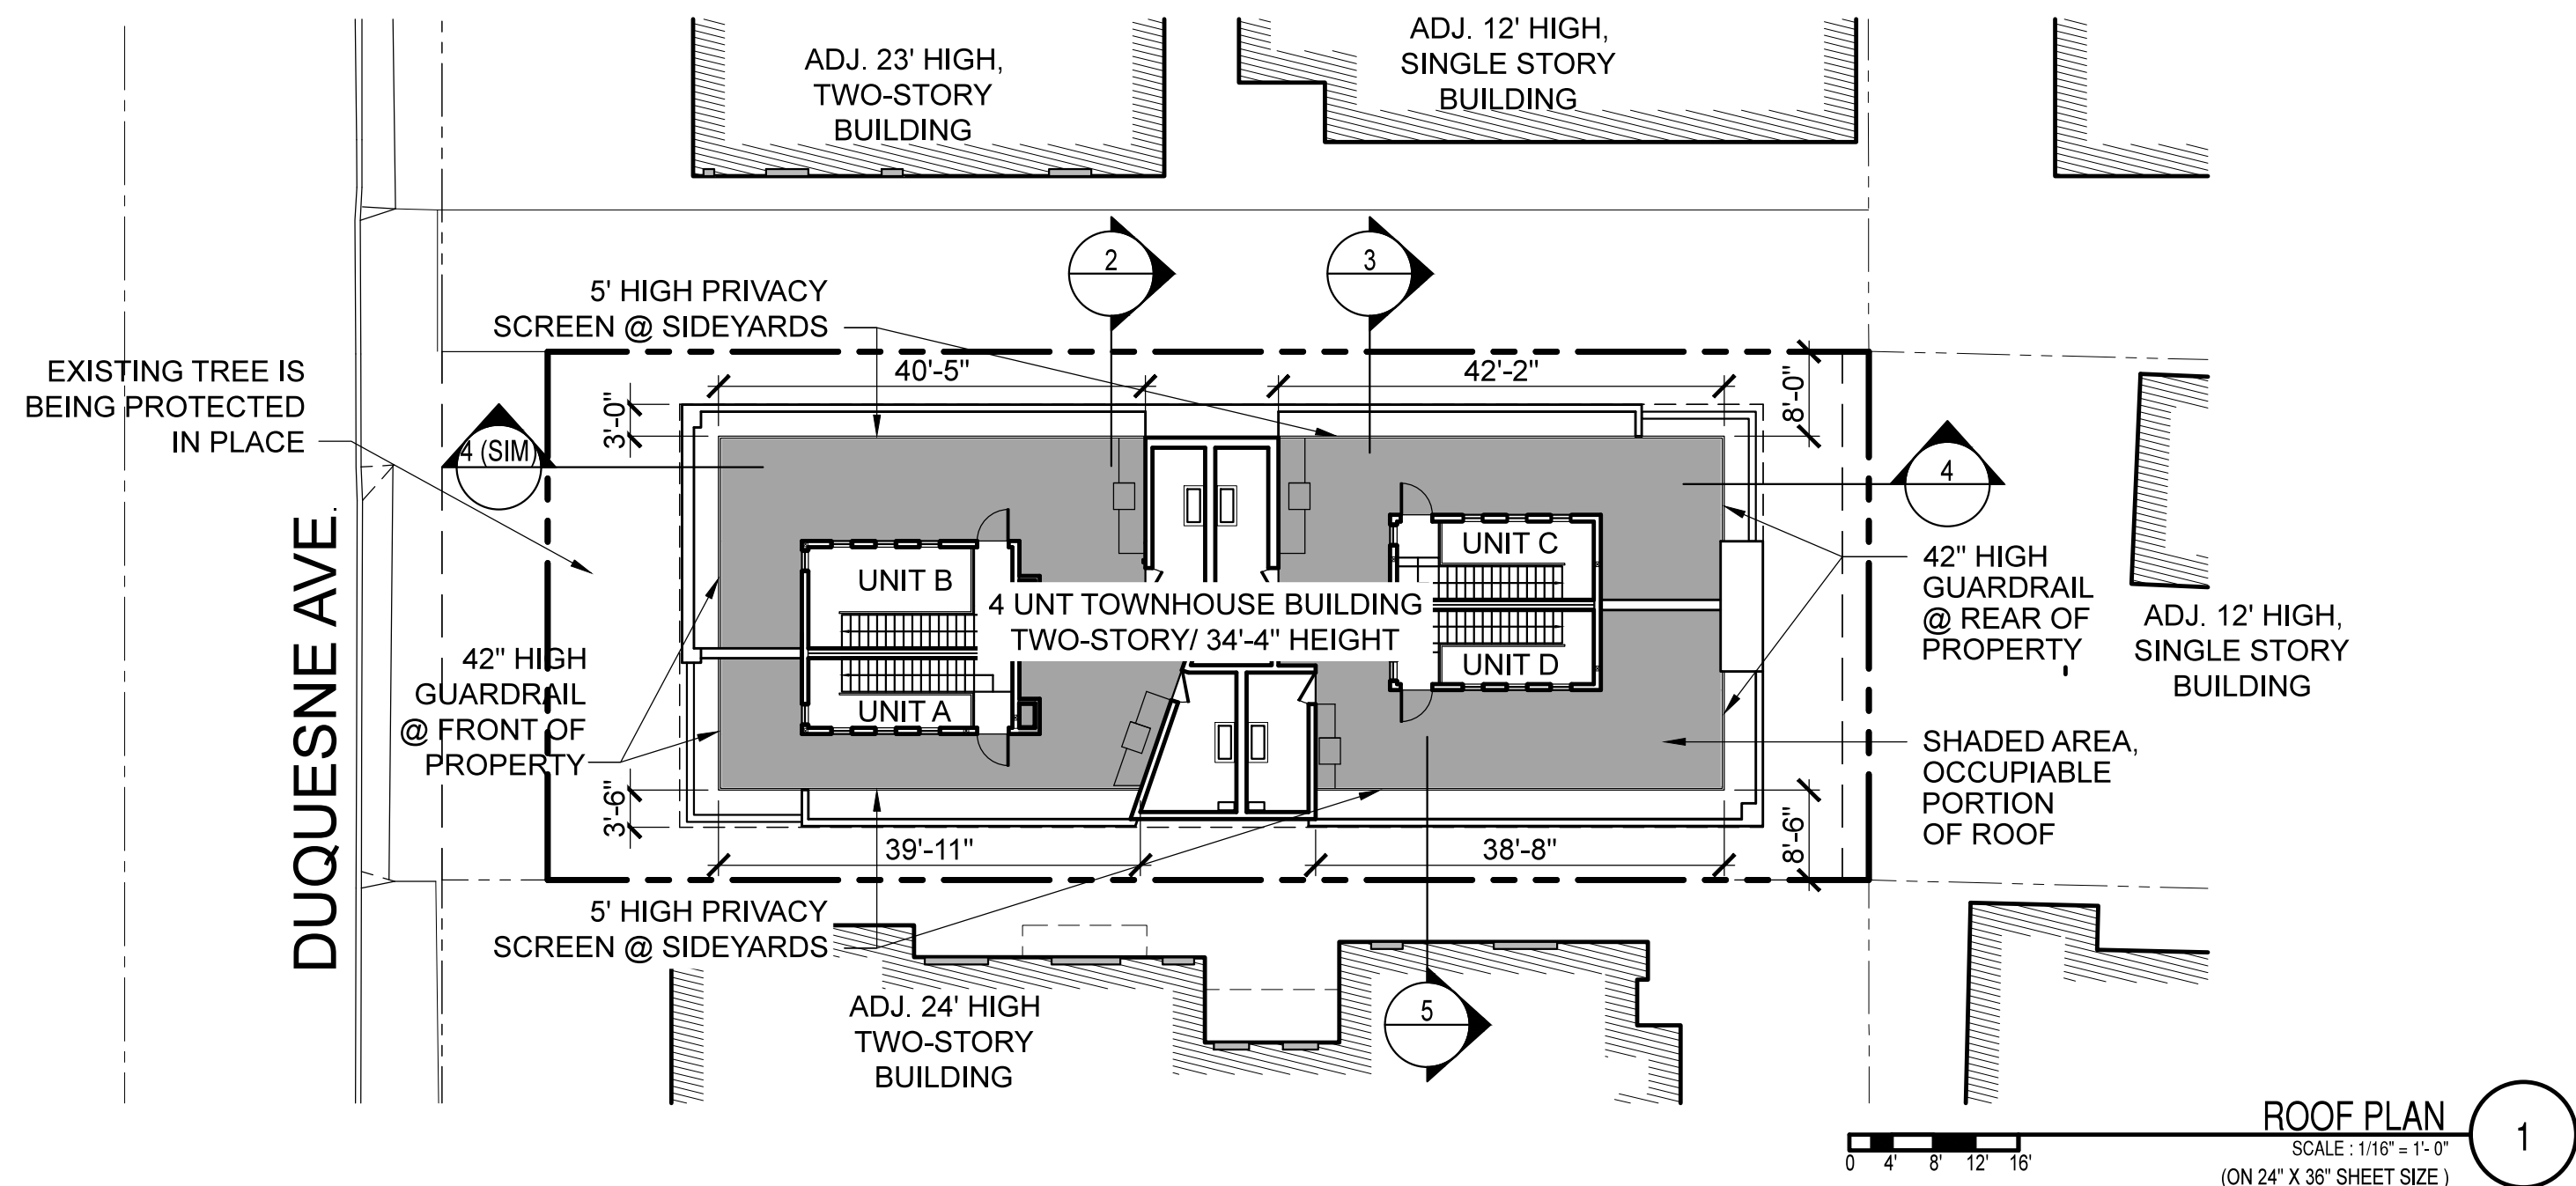 ADJ. 23' HIGH,
TWO-STORY
BUILDING
ADJ. 12' HIGH,
SINGLE STORY
BUILDING
2
3
5' HIGH PRIVACY
SCREEN @ SIDEYARDS
EXISTING TREE IS
BEING PROTECTED
IN PLACE
40'-5"
42'-2"
3'-0"
8'-0"
4 (SIM)
4
DUQUESNE AVE.
UNIT B
UNIT C
4 UNT TOWNHOUSE BUILDING
TWO-STORY/ 34'-4" HEIGHT
UNIT A
UNIT D
42" HIGH
GUARDRAIL
@ FRONT OF
PROPERTY
42" HIGH
GUARDRAIL
@ REAR OF
PROPERTY
ADJ. 12' HIGH,
SINGLE STORY
BUILDING
SHADED AREA,
OCCUPIABLE
PORTION
OF ROOF
3'-6"
8'-6"
39'-11"
38'-8"
5' HIGH PRIVACY
SCREEN @ SIDEYARDS
ADJ. 24' HIGH
TWO-STORY
BUILDING
5
ROOF PLAN
1
SCALE : 1/16" = 1'- 0"
(ON 24" X 36" SHEET SIZE )
0 4' 8' 12' 16'